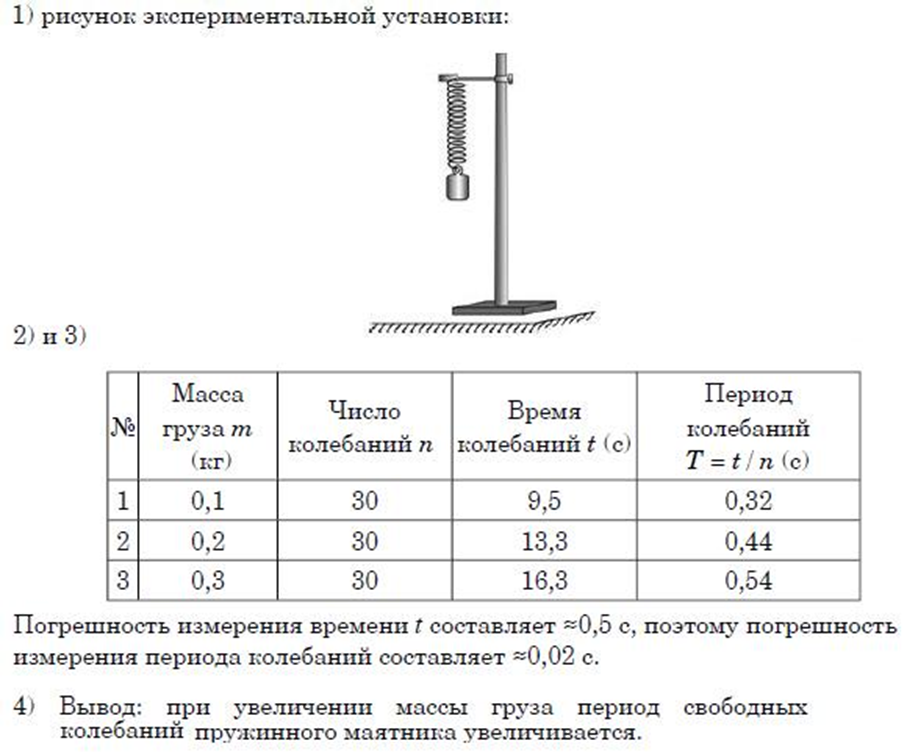 1) рисунок экспериментальной установки:
2) и 3)
№ Масса груза m (кг) Число колебаний n Время колебаний t (с) Период колебаний T = t / n (с)
1 0,1 30 9,5 0,32
2 0,2 30 13,3 0,44
3 0,3 30 16,3 0,54
Погрешность измерения времени t составляет ≈0,5 с, поэтому погрешность
измерения периода колебаний составляет ≈0,02 с.
4) Вывод: при увеличении массы груза период свободных
колебаний пружинного маятника увеличивается.